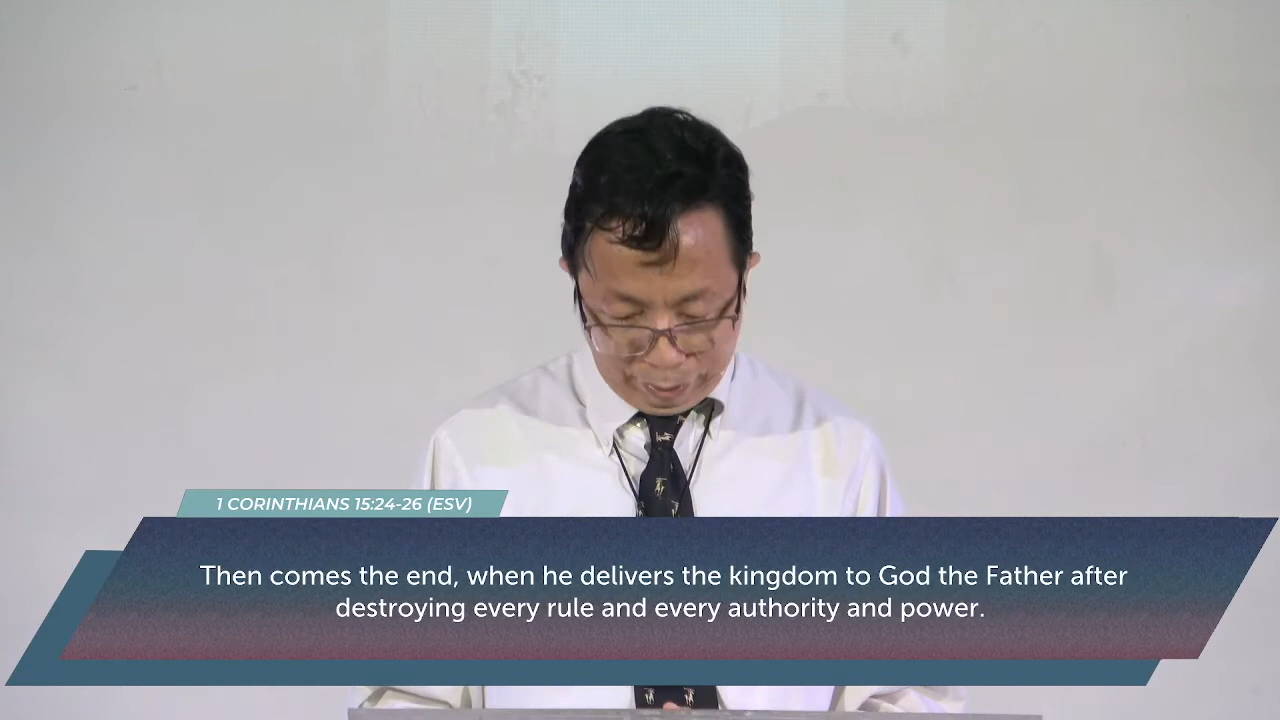 1 CORINTHIANS 15:24-26 (ESV)
Then comes the end, when he delivers the kingdom to God the Father after
destroying every rule and every authority and power.